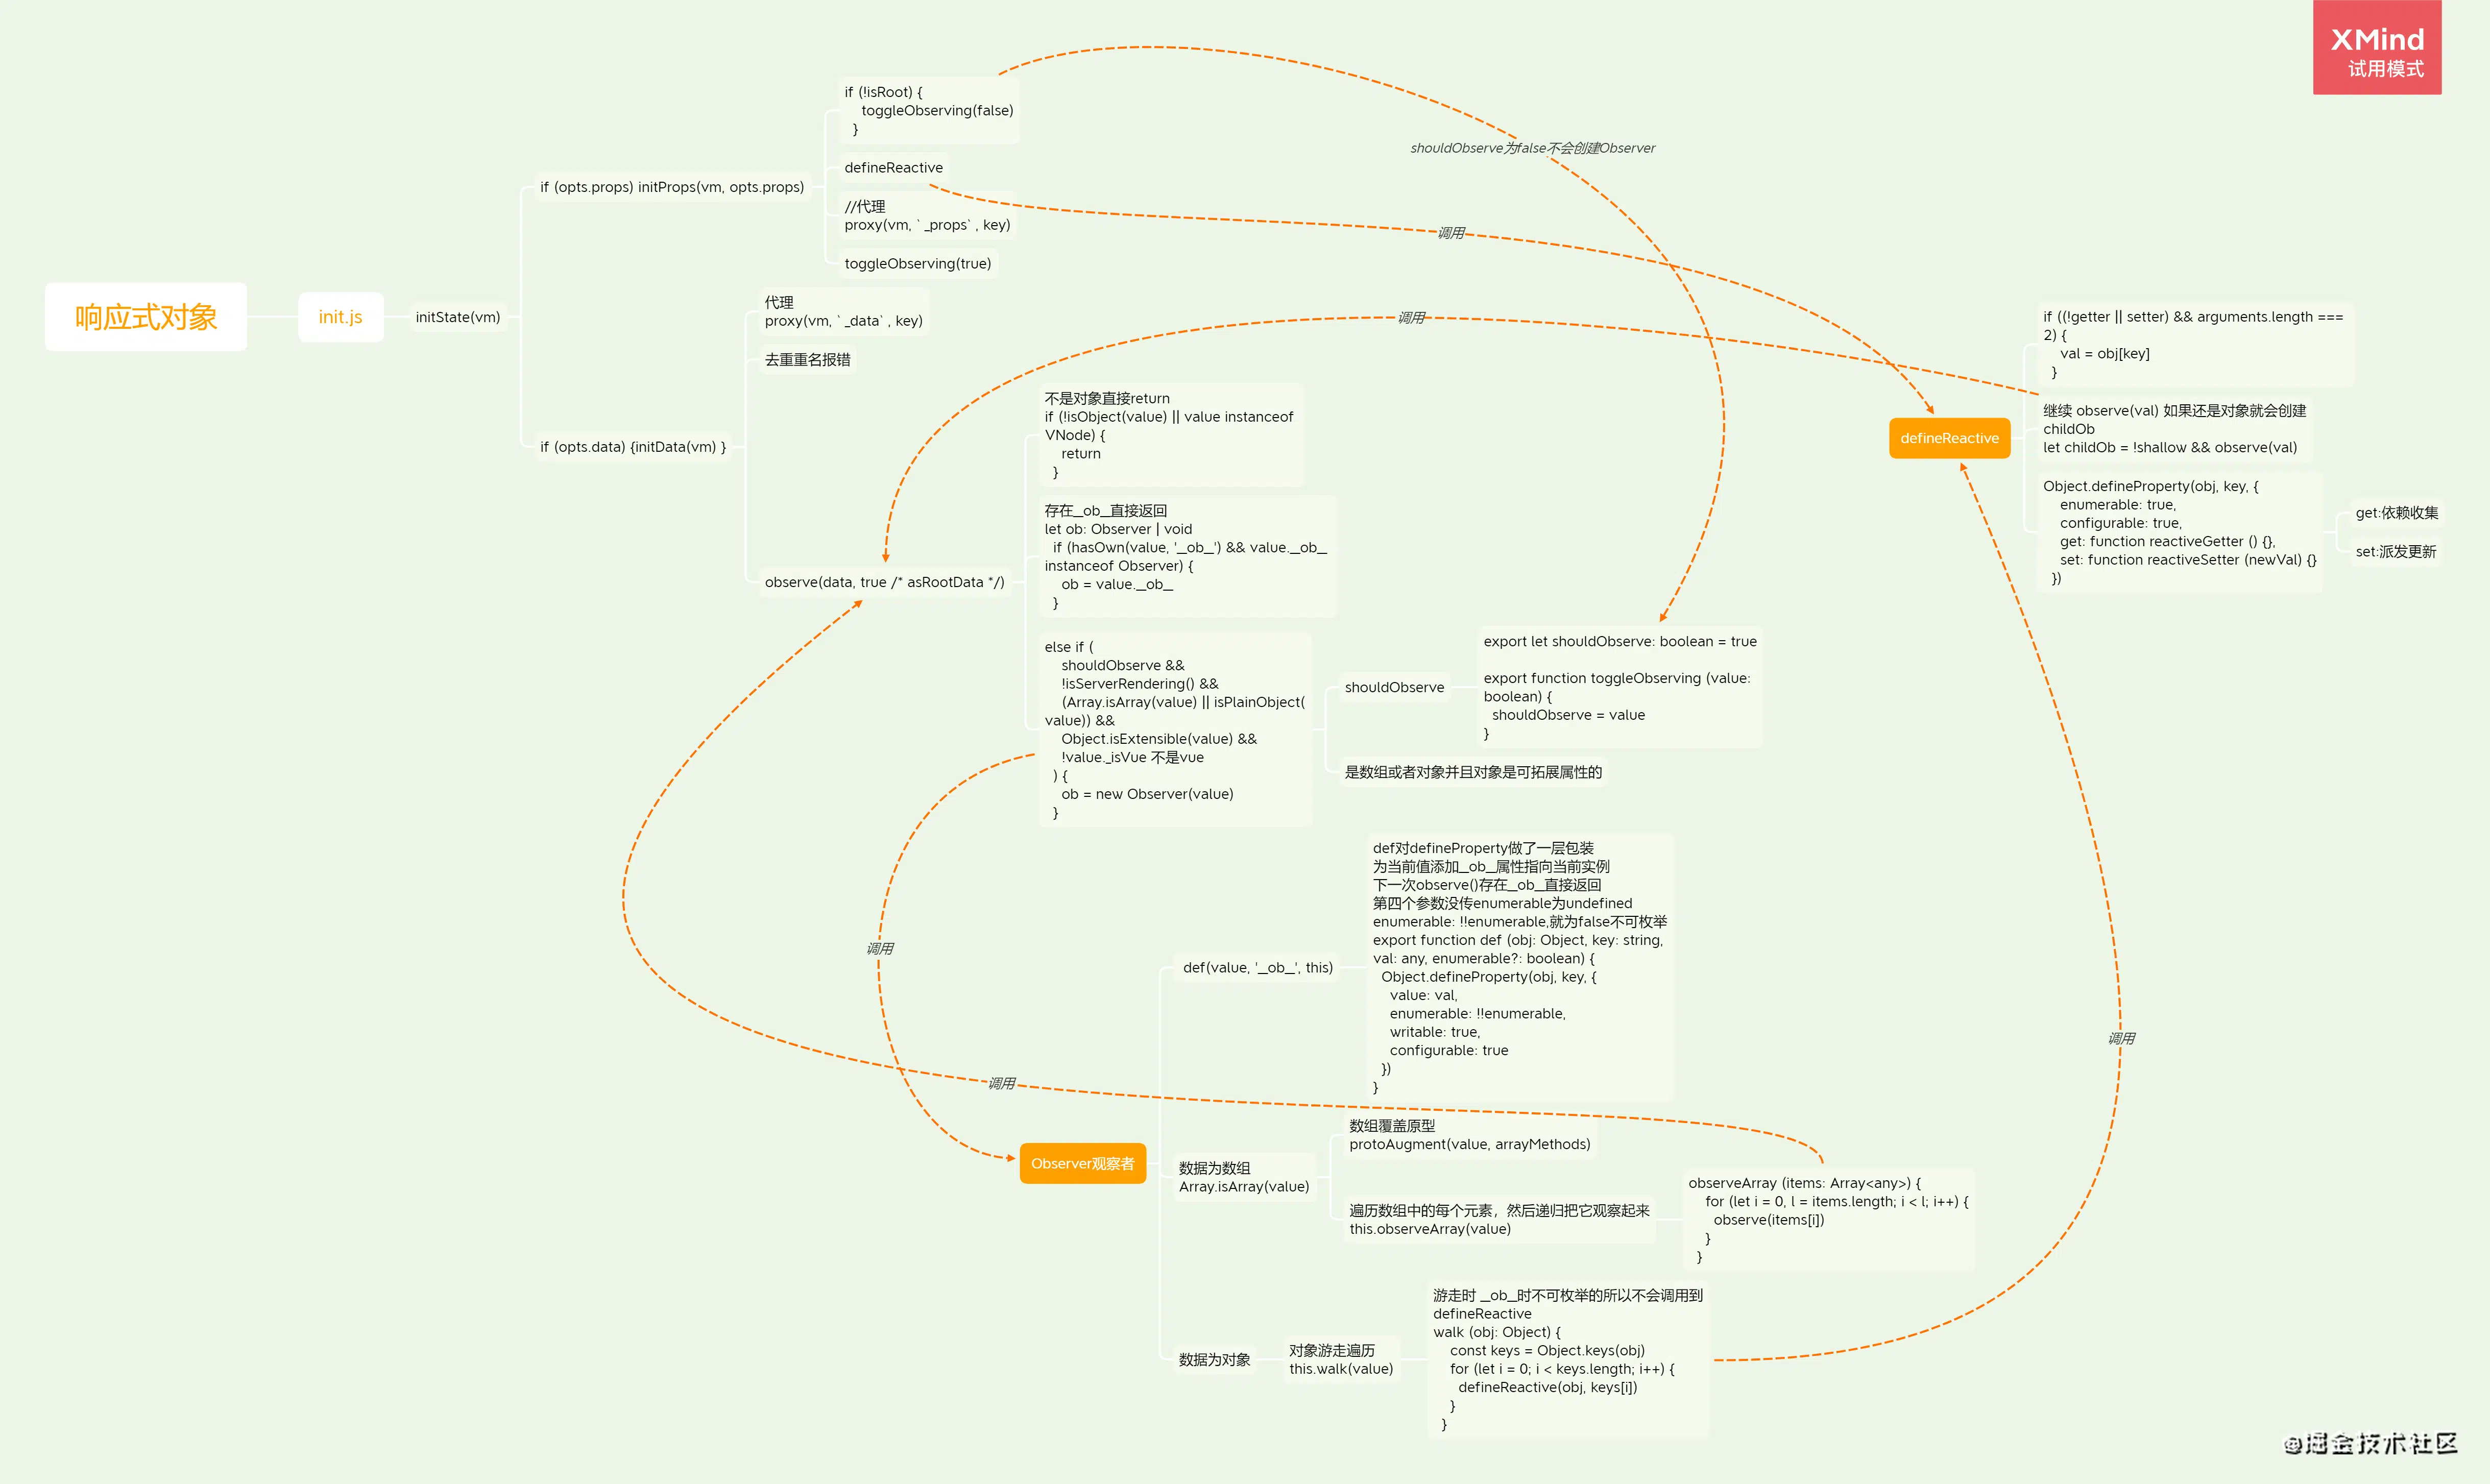 XMind
试用模式
响应式对象
init.js
initState(vm)
if (opts.props) initProps(vm, opts.props)
if (!isRoot) {
toggleObserving(false)
}
defineReactive
//代理
proxy(vm, ` _props` , key)
toggleObserving(true)
shouldObserve为false不会创建Observer
调用
if (opts.data) {initData(vm) }
代理
proxy(vm, ` _data` , key)
去重重名报错
observe(data, true /* asRootData */)
调用
不是对象直接return
if (!isObject(value) || value instanceof
VNode) {
return
}
存在__ob__直接返回
let ob: Observer | void
if (hasOwn(value, '__ob__') && value.__ob__
instanceof Observer) {
ob = value.__ob__
}
else if (
shouldObserve &&
!isServerRendering() &&
(Array.isArray(value) || isPlainObject(
value)) &&
Object.isExtensible(value) &&
!value._isVue 不是vue
) {
ob = new Observer(value)
}
shouldObserve
export let shouldObserve: boolean = true
export function toggleObserving (value:
boolean) {
shouldObserve = value
}
是数组或者对象并且对象是可拓展属性的
defineReactive
if ((!getter || setter) && arguments.length ===
2) {
val = obj[key]
}
继续 observe(val) 如果还是对象就会创建
childOb
let childOb = !shallow && observe(val)
Object.defineProperty(obj, key, {
enumerable: true,
configurable: true,
get: function reactiveGetter () {},
set: function reactiveSetter (newVal) {}
})
get:依赖收集
set:派发更新
调用
调用
调用
Observer观察者
def(value, '__ob__', this)
def对defineProperty做了一层包装
为当前值添加__ob__属性指向当前实例
下一次observe()存在__ob__直接返回
第四个参数没传enumerable为undefined
enumerable: !!enumerable,就为false不可枚举
export function def (obj: Object, key: string,
val: any, enumerable?: boolean) {
Object.defineProperty(obj, key, {
value: val,
enumerable: !!enumerable,
writable: true,
configurable: true
})
}
数据为数组
Array.isArray(value)
数组覆盖原型
protoAugment(value, arrayMethods)
遍历数组中的每个元素，然后递归把它观察起来
this.observeArray(value)
observeArray (items: Array<any>) {
for (let i = 0, l = items.length; i < l; i++) {
observe(items[i])
}
}
数据为对象
对象游走遍历
this.walk(value)
游走时 __ob__时不可枚举的所以不会调用到
defineReactive
walk (obj: Object) {
const keys = Object.keys(obj)
for (let i = 0; i < keys.length; i++) {
defineReactive(obj, keys[i])
}
}
@掘金技术社区